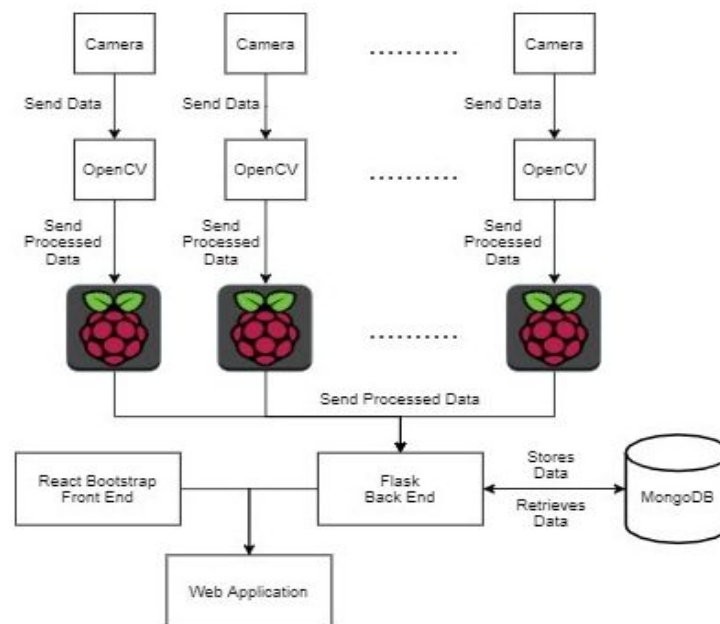 Camera
Camera
Camera
Send Data
Send Data
Send Data
OpenCV
OpenCV
OpenCV
Send
Processed
Data
Send
Processed
Data
Send
Processed
Data
Send Processed Data
React Bootstrap
Front End
Flask
Back End
Stores
Data
Retrieves
Data
MongoDB
Web Application